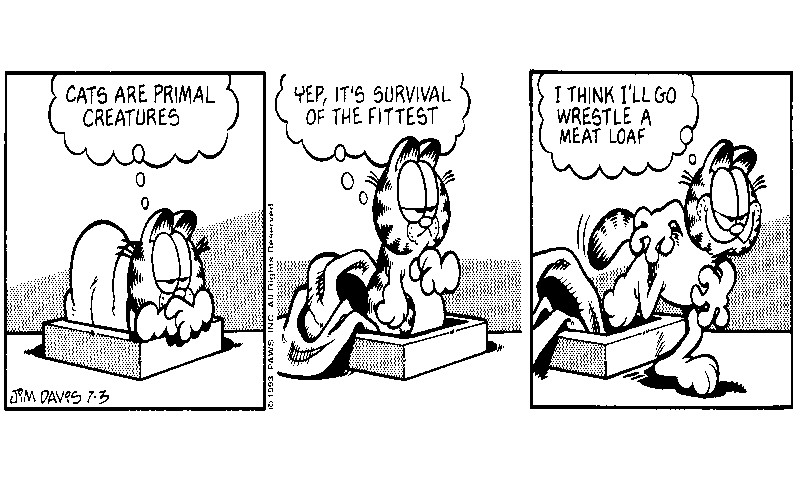 CATS ARE PRIMAL
CREATURES
YEP, IT'S SURVIVAL
OF THE FITTEST
I THINK I'LL GO
WRESTLE A
MEAT LOAF
JIM DAVIS 7-3
© 1993 PAWS, INC. All Rights Reserved